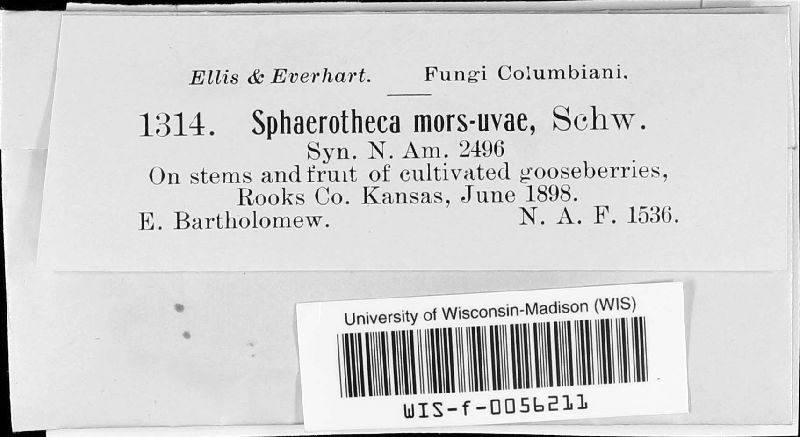 Ellis & Everhart. Fungi Columbiani.
1314. Sphaerotheca mors-uvae, Schw.
Syn. N. Am. 2496
On stems and fruit of cultivated gooseberries,
Rooks Co. Kansas, June 1898.
E. Bartholomew. N. A. F. 1536.
University of Wisconsin-Madison (WIS)
WIS-f-0056211